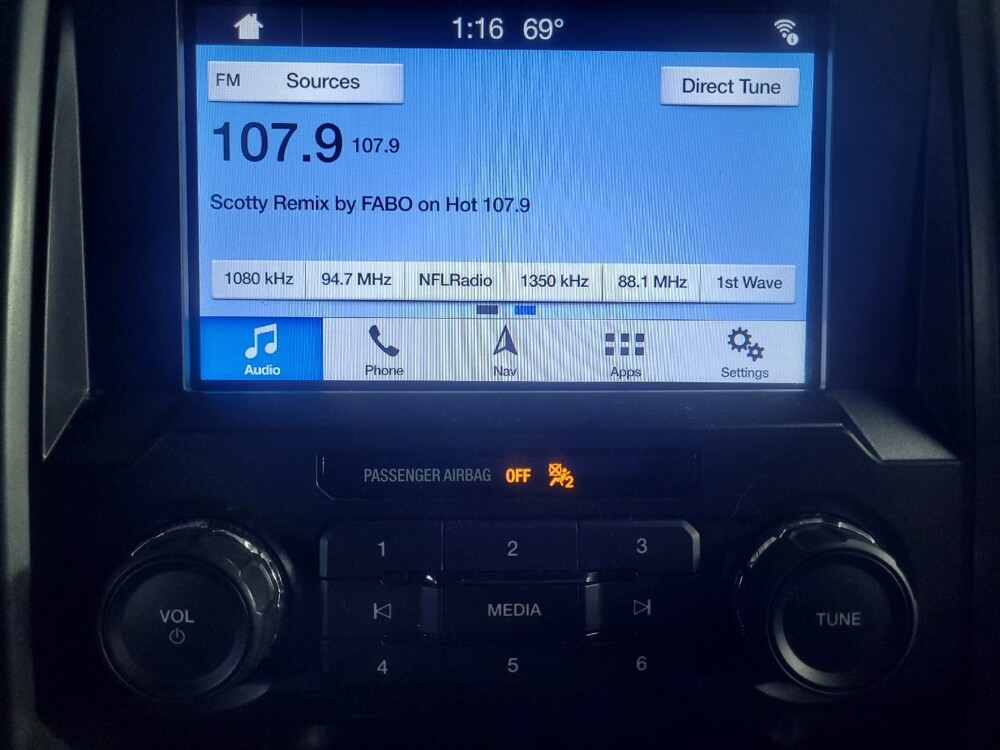 1:16 69°
FM Sources Direct Tune
107.9 107.9
Scotty Remix by FABO on Hot 107.9
1080 kHz 94.7 MHz NFLRadio 1350 kHz 88.1 MHz 1st Wave
Audio Phone Nav Apps Settings
PASSENGER AIRBAG OFF 2
1 2 3
VOL MEDIA TUNE
4 5 6